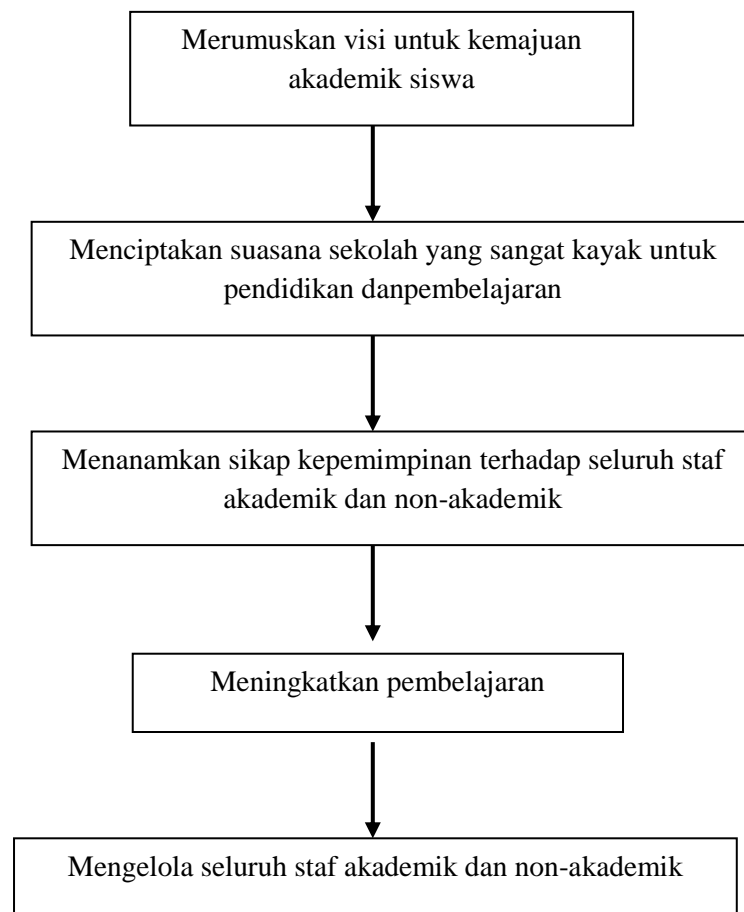 Merumuskan visi untuk kemajuan
akademik siswa
Menciptakan suasana sekolah yang sangat kayak untuk
pendidikan danpembelajaran
Menanamkan sikap kepemimpinan terhadap seluruh staf
akademik dan non-akademik
Meningkatkan pembelajaran
Mengelola seluruh staf akademik dan non-akademik